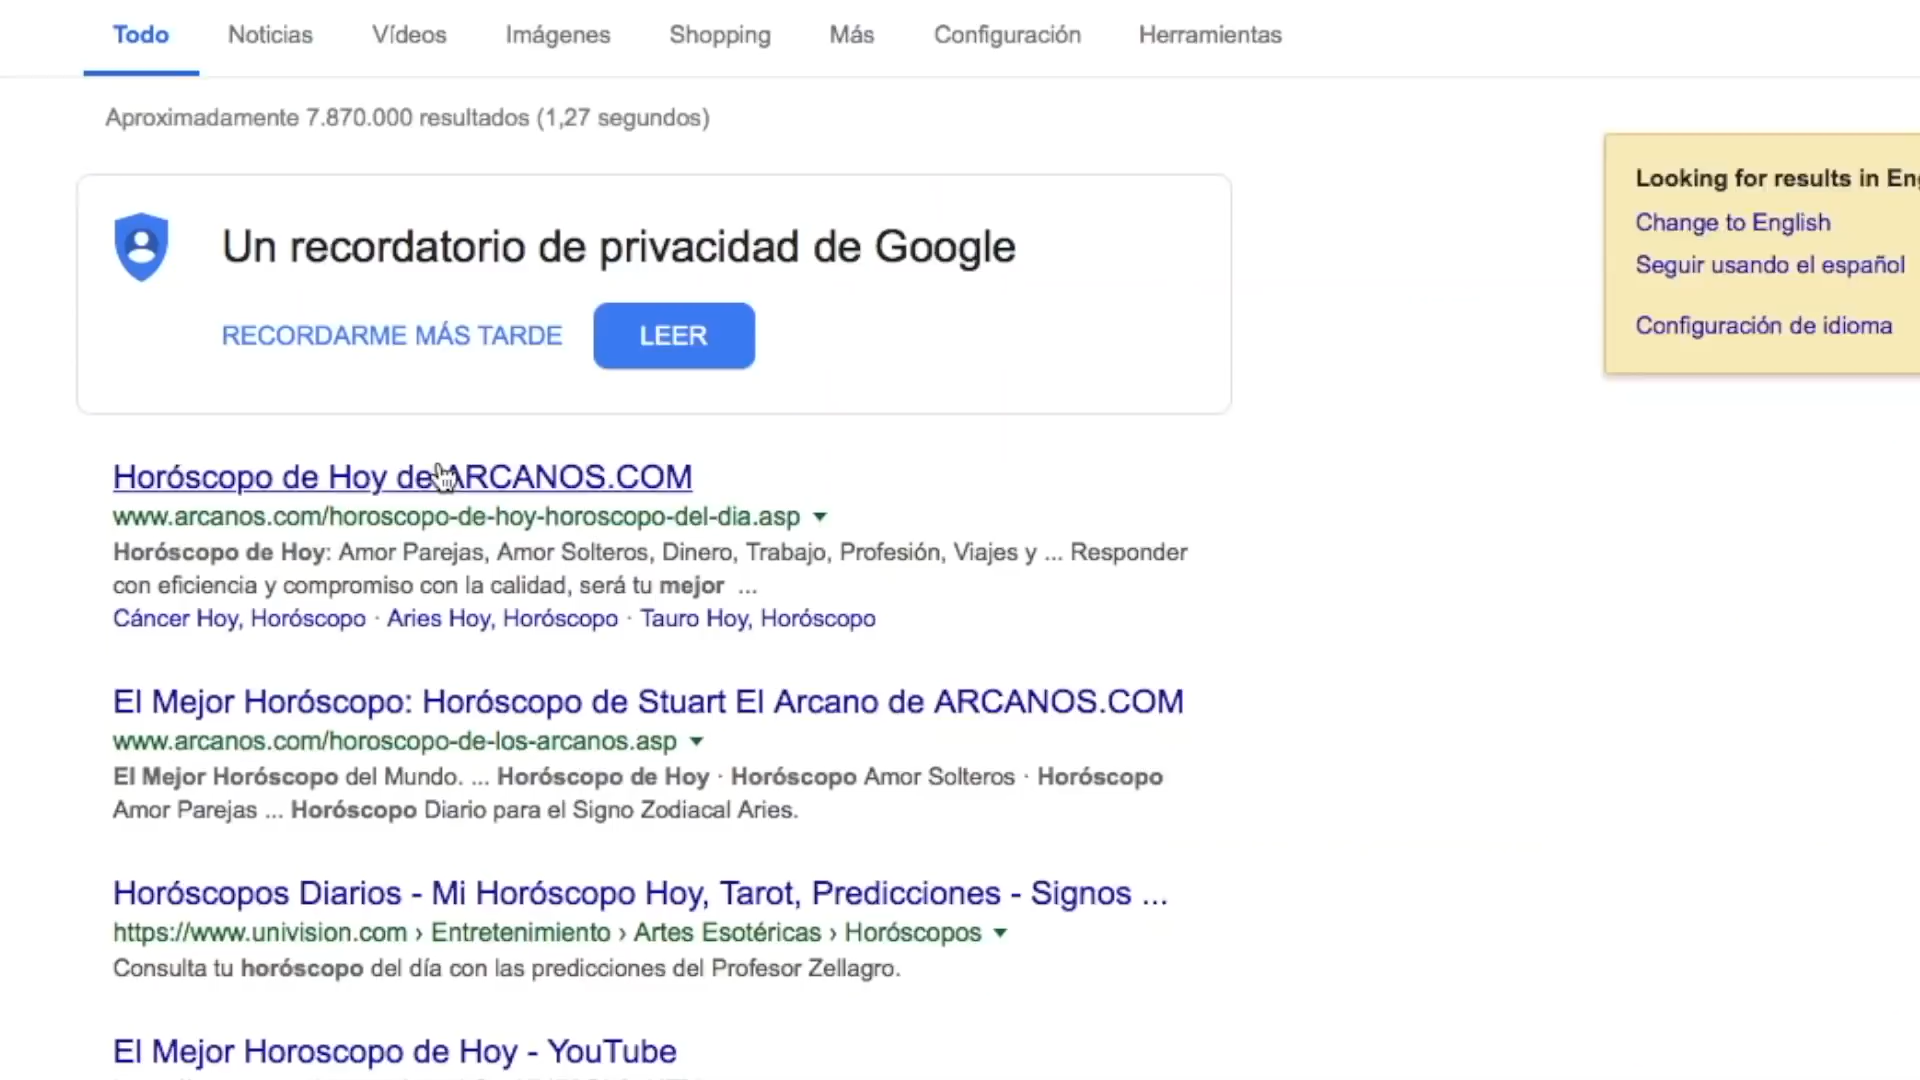 Todo Noticias Vídeos Imágenes Shopping Más Configuración Herramientas
Aproximadamente 7.870.000 resultados (1,27 segundos)
Looking for results in
Change to English
Seguir usando el español
Configuración de idioma
Un recordatorio de privacidad de Google
RECORDARME MÁS TARDE LEER
Horóscopo de Hoy de ARCANOS.COM
www.arcanos.com/horoscopo-de-hoy-horoscopo-del-dia.asp
Horóscopo de Hoy: Amor Parejas, Amor Solteros, Dinero, Trabajo, Profesión, Viajes y ... Responder
con eficiencia y compromiso con la calidad, será tu mejor ...
Cáncer Hoy, Horóscopo · Aries Hoy, Horóscopo · Tauro Hoy, Horóscopo
El Mejor Horóscopo: Horóscopo de Stuart El Arcano de ARCANOS.COM
www.arcanos.com/horoscopo-de-los-arcanos.asp
El Mejor Horóscopo del Mundo. ... Horóscopo de Hoy · Horóscopo Amor Solteros · Horóscopo
Amor Parejas ... Horóscopo Diario para el Signo Zodiacal Aries.
Horóscopos Diarios - Mi Horóscopo Hoy, Tarot, Predicciones - Signos ...
https://www.univision.com › Entretenimiento › Artes Esotéricas › Horóscopos
Consulta tu horóscopo del día con las predicciones del Profesor Zellagro.
El Mejor Horoscopo de Hoy - YouTube